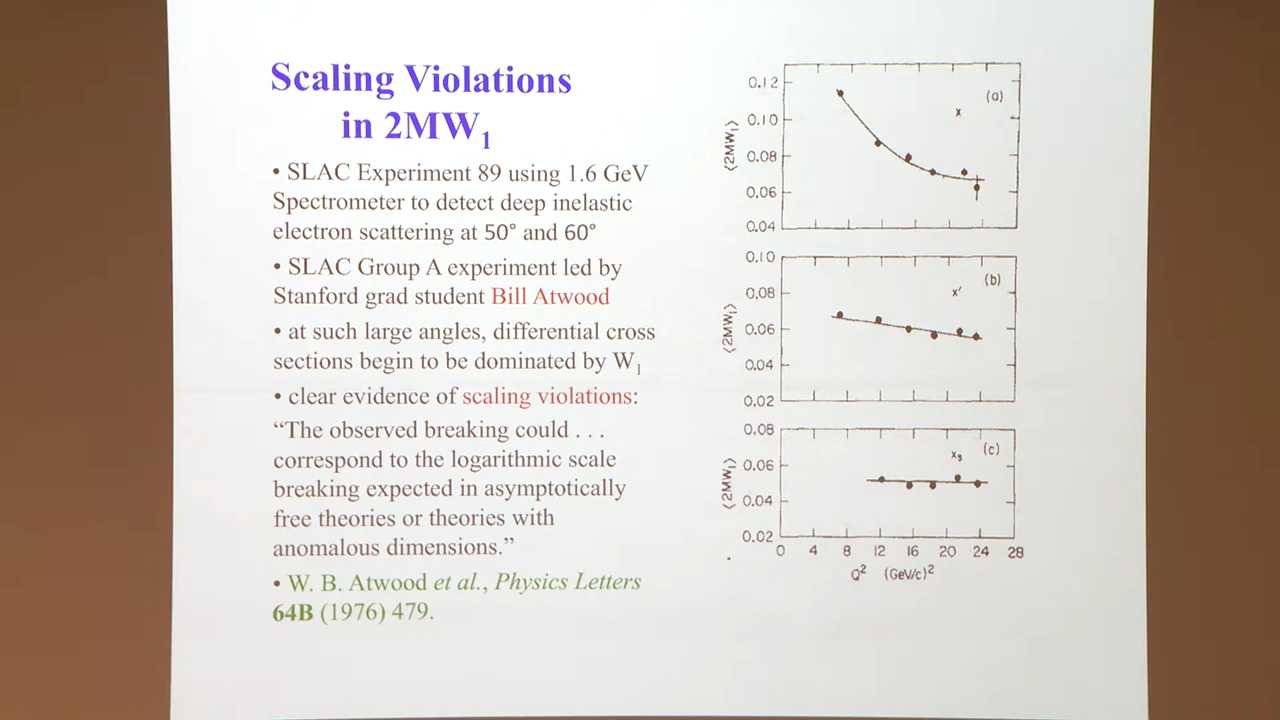 Scaling Violations
in 2MW₁
• SLAC Experiment 89 using 1.6 GeV
Spectrometer to detect deep inelastic
electron scattering at 50° and 60°
• SLAC Group A experiment led by
Stanford grad student Bill Atwood
• at such large angles, differential cross
sections begin to be dominated by W₁
• clear evidence of scaling violations:
“The observed breaking could . . .
correspond to the logarithmic scale
breaking expected in asymptotically
free theories or theories with
anomalous dimensions.”
• W. B. Atwood et al., Physics Letters
64B (1976) 479.
0.12
0.10
0.08
0.06
0.04
⟨2MW₁⟩
(a)
x
0.10
0.08
0.06
0.04
0.02
⟨2MW₁⟩
(b)
x′
0.08
0.06
0.04
0.02
⟨2MW₁⟩
(c)
xₛ
0 4 8 12 16 20 24 28
Q² (GeV/c)²